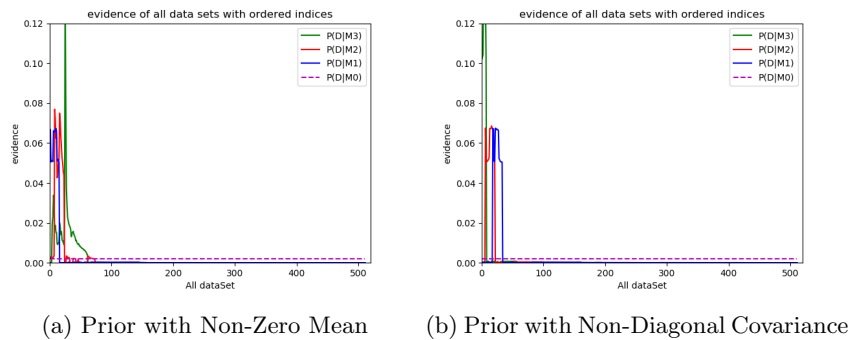 evidence of all data sets with ordered indices
0.12
0.10
0.08
0.06
0.04
0.02
0.00
evidence
P(D|M3)
P(D|M2)
P(D|M1)
P(D|M0)
0
100
200
300
400
500
All dataSet
(a) Prior with Non-Zero Mean
evidence of all data sets with ordered indices
0.12
0.10
0.08
0.06
0.04
0.02
0.00
evidence
P(D|M3)
P(D|M2)
P(D|M1)
P(D|M0)
0
100
200
300
400
500
All dataSet
(b) Prior with Non-Diagonal Covariance